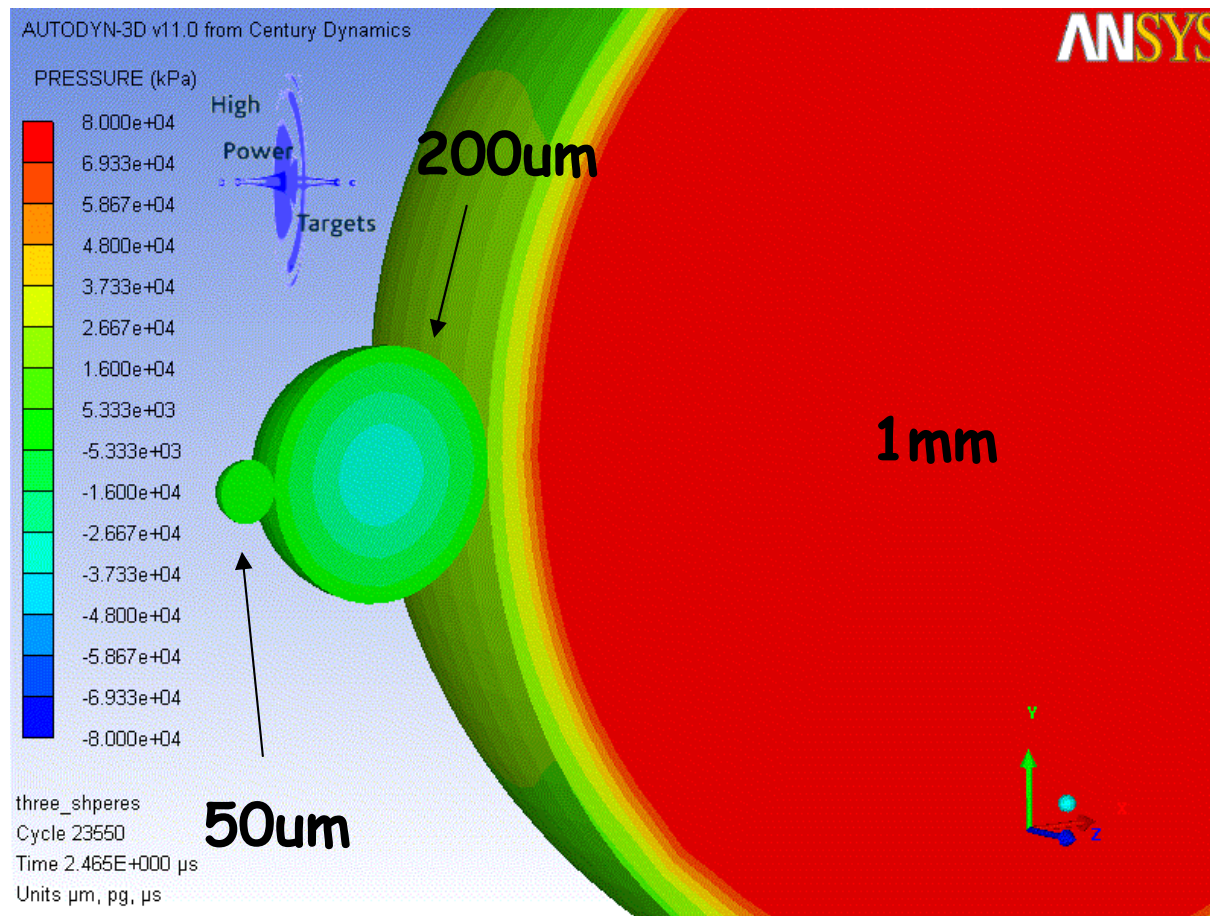 AUTODYN-3D v11.0 from Century Dynamics
ANSYS
PRESSURE (kPa)
8.000e+04
6.933e+04
5.867e+04
4.800e+04
3.733e+04
2.667e+04
1.600e+04
5.333e+03
-5.333e+03
-1.600e+04
-2.667e+04
-3.733e+04
-4.800e+04
-5.867e+04
-6.933e+04
-8.000e+04
High
Power
Targets
200um
1mm
50um
Y
X
Z
three_shperes
Cycle 23550
Time 2.465E+000 µs
Units µm, pg, µs